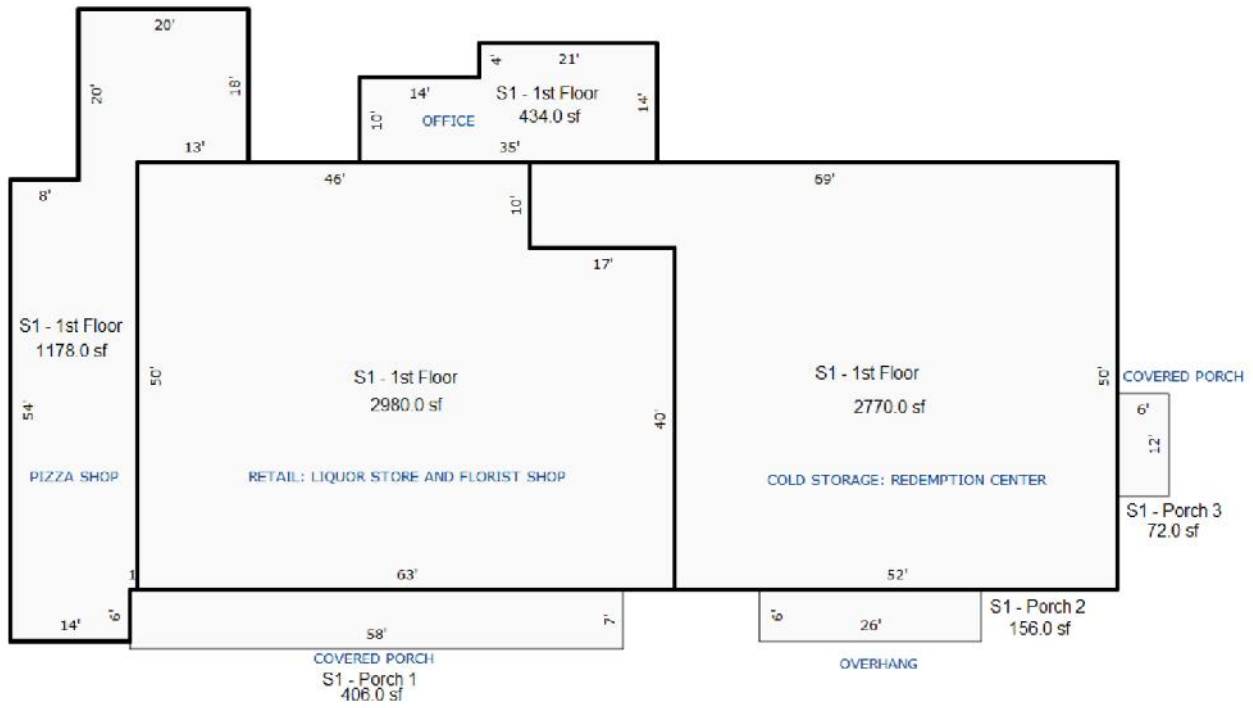 20'
4'
21'
20'
18'
14'
S1 - 1st Floor
434.0 sf
14'
10'
OFFICE
13'
35'
8'
46'
69'
10'
17'
S1 - 1st Floor
1178.0 sf
50'
S1 - 1st Floor
2980.0 sf
S1 - 1st Floor
2770.0 sf
50'
COVERED PORCH
6'
12'
54'
40'
PIZZA SHOP
RETAIL: LIQUOR STORE AND FLORIST SHOP
COLD STORAGE: REDEMPTION CENTER
S1 - Porch 3
72.0 sf
1
63'
52'
14'
6'
58'
7'
6'
26'
S1 - Porch 2
156.0 sf
COVERED PORCH
S1 - Porch 1
406.0 sf
OVERHANG